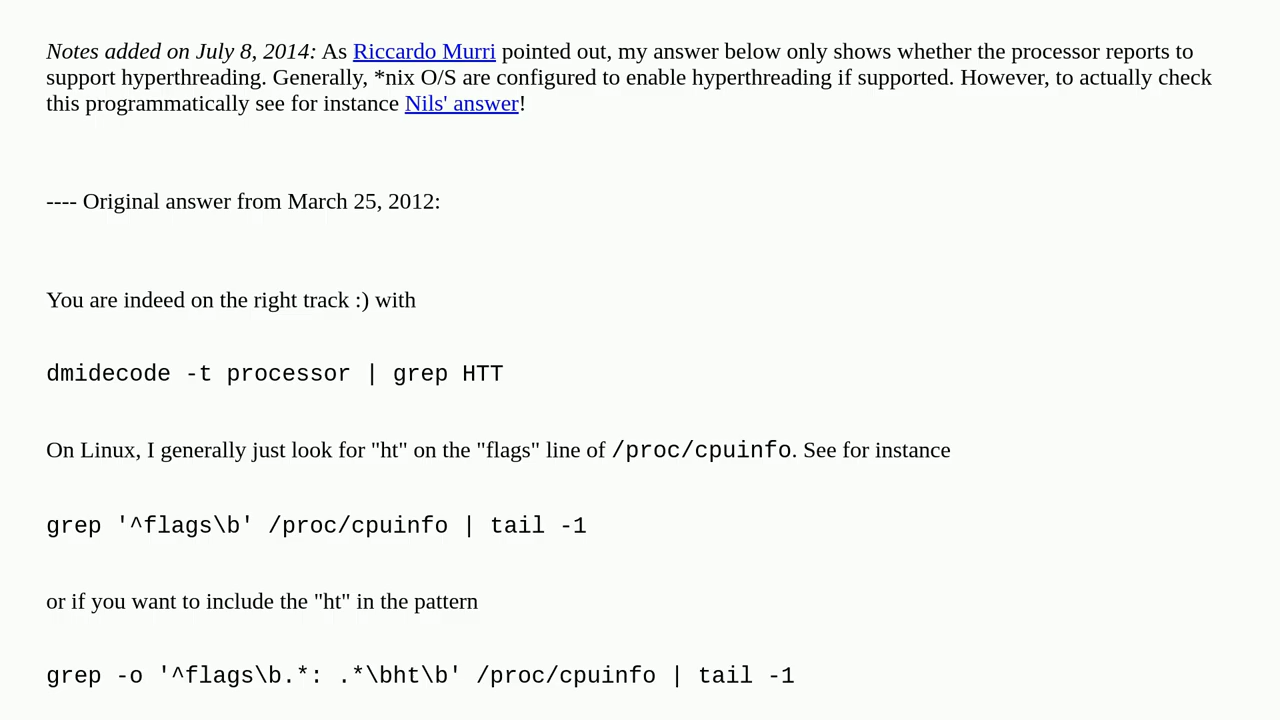 Notes added on July 8, 2014: As Riccardo Murri pointed out, my answer below only shows whether the processor reports to
support hyperthreading. Generally, *nix O/S are configured to enable hyperthreading if supported. However, to actually check
this programmatically see for instance Nils' answer!
---- Original answer from March 25, 2012:
You are indeed on the right track :) with
dmidecode -t processor | grep HTT
On Linux, I generally just look for "ht" on the "flags" line of /proc/cpuinfo. See for instance
grep '^flags\b' /proc/cpuinfo | tail -1
or if you want to include the "ht" in the pattern
grep -o '^flags\b.*: .*\bht\b' /proc/cpuinfo | tail -1